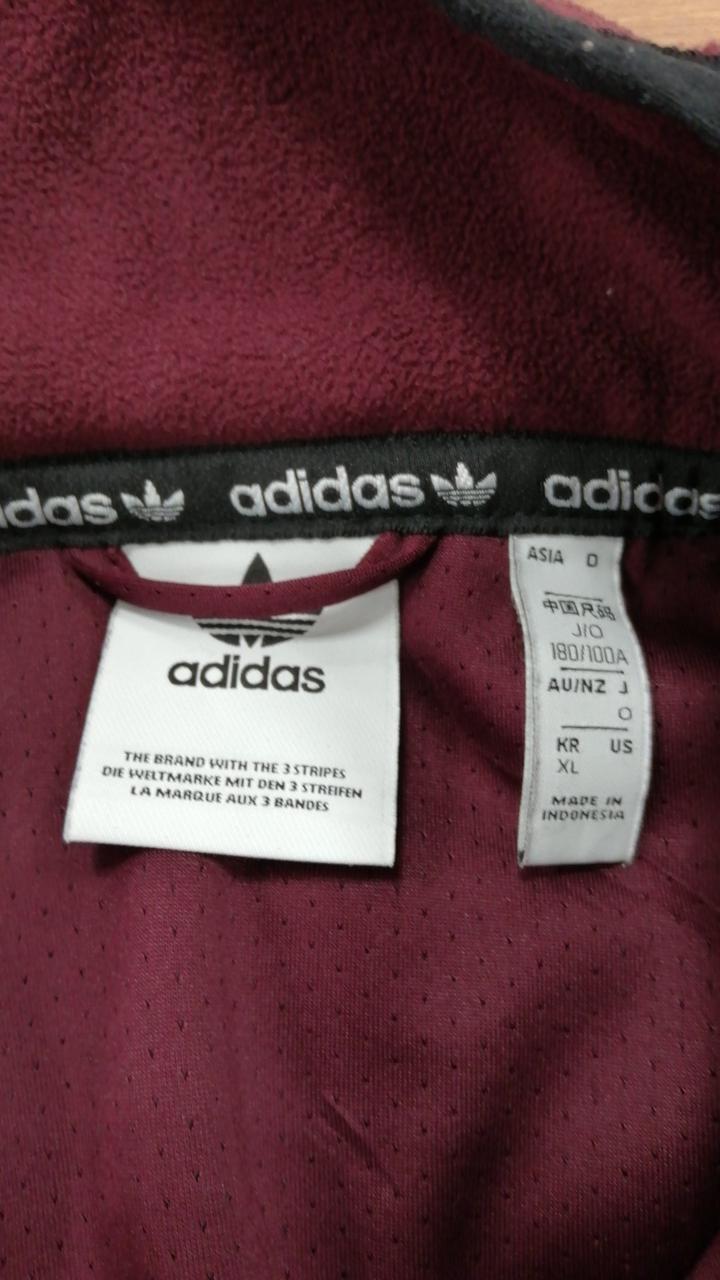 adidas adidas adidas
adidas
THE BRAND WITH THE 3 STRIPES
DIE WELTMARKE MIT DEN 3 STREIFEN
LA MARQUE AUX 3 BANDES
ASIA O
中国尺码
J/O
180/100A
AU/NZ J
O
KR US
XL
MADE IN
INDONESIA